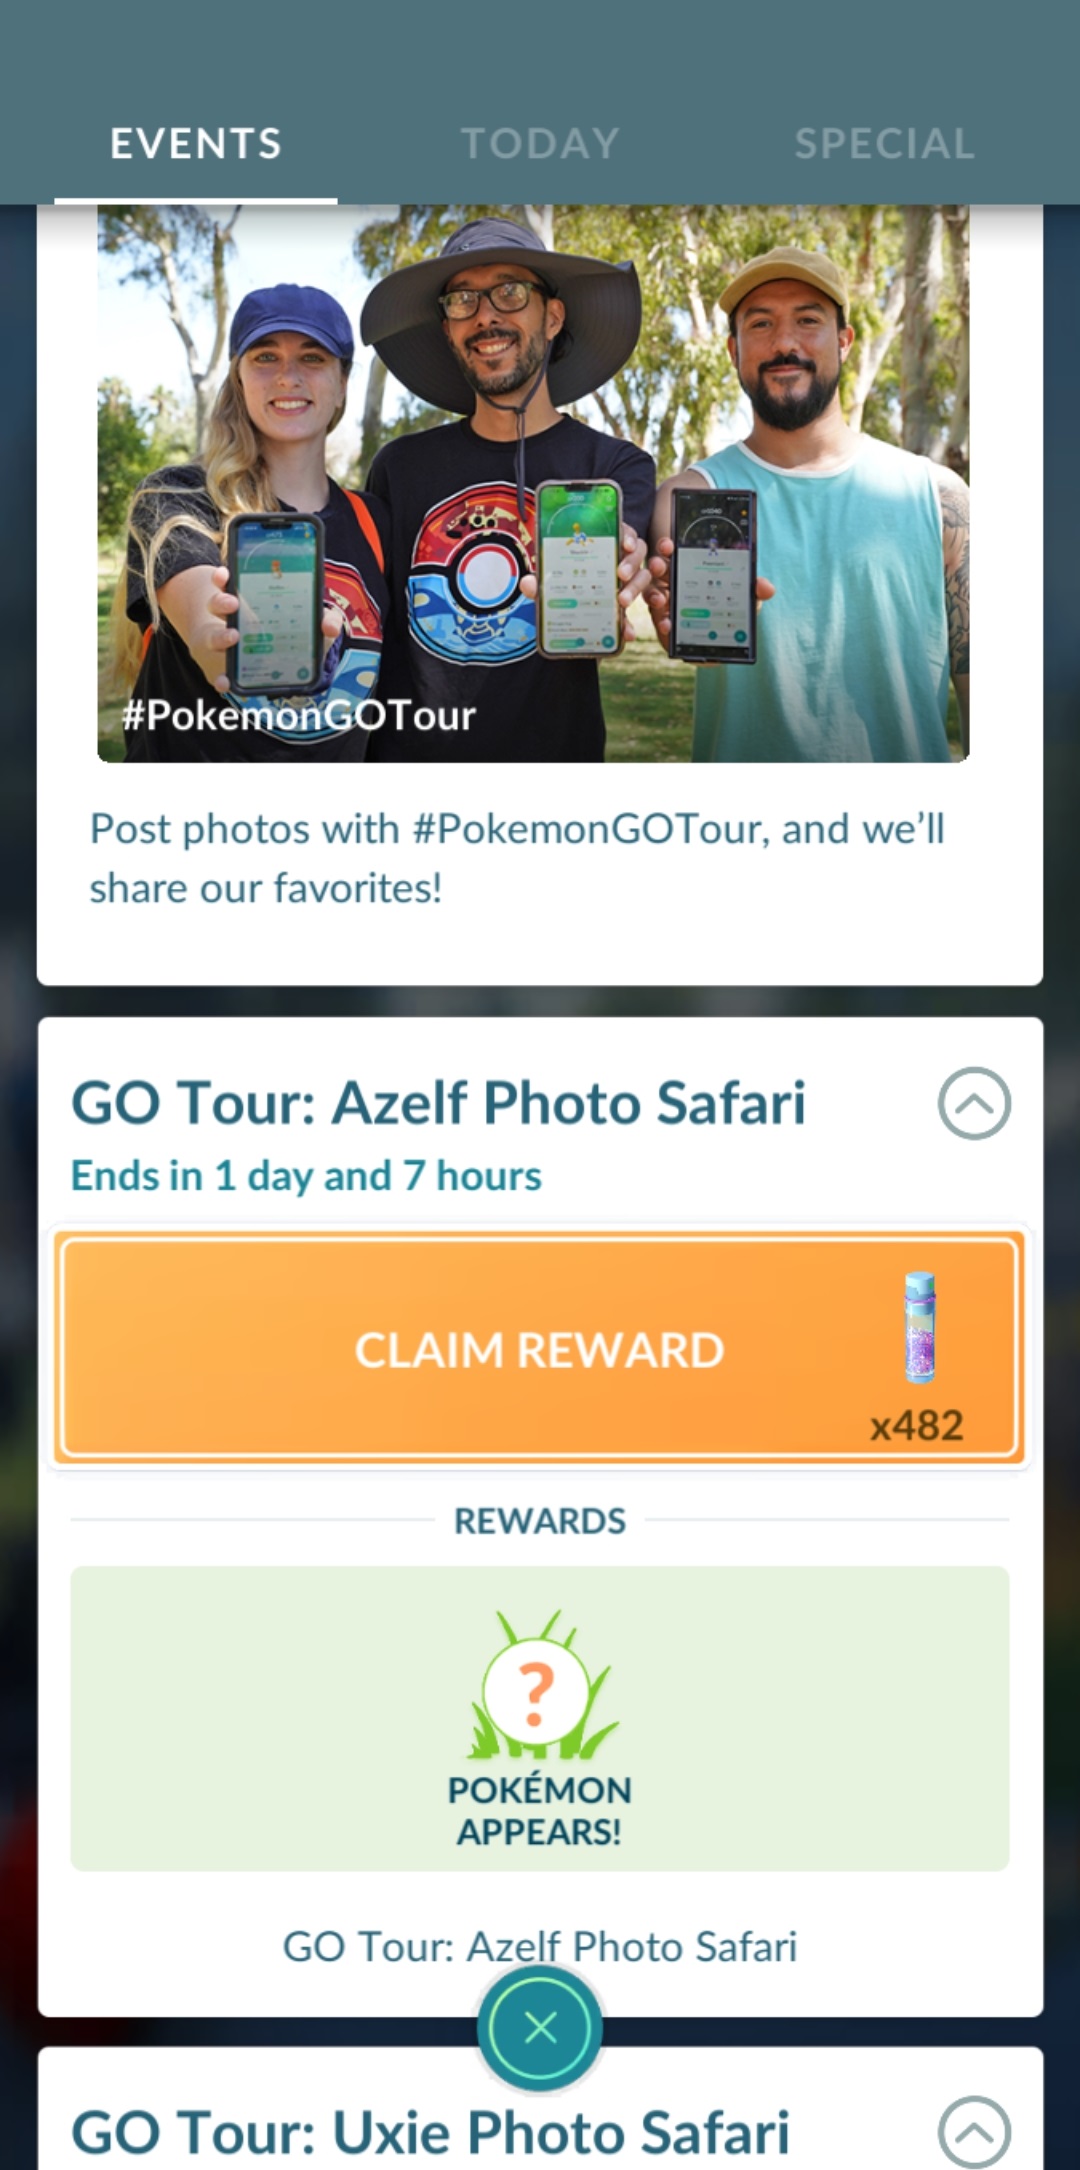 EVENTS
TODAY
SPECIAL
#PokemonGOTour
Post photos with #PokemonGOTour, and we’ll
share our favorites!
GO Tour: Azelf Photo Safari
Ends in 1 day and 7 hours
CLAIM REWARD
x482
REWARDS
?
POKÉMON
APPEARS!
GO Tour: Azelf Photo Safari
GO Tour: Uxie Photo Safari